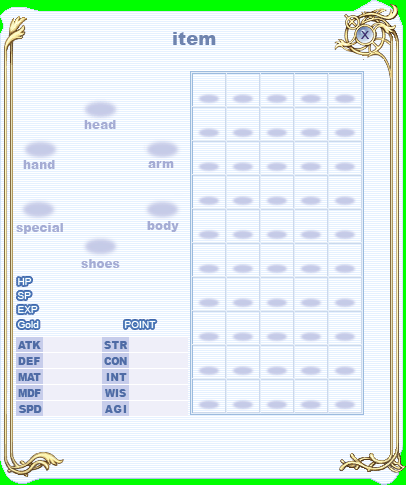 item
X
head
hand arm
special body
shoes
HP
SP
EXP
Gold POINT
ATK STR
DEF CON
MAT INT
MDF WIS
SPD AGI